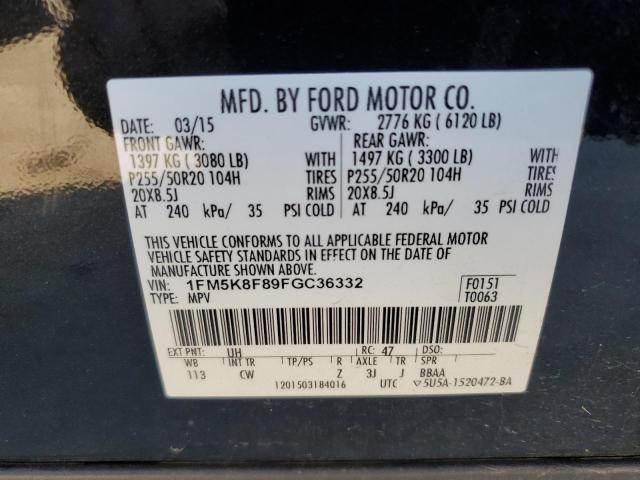 MFD. BY FORD MOTOR CO.
DATE: 03/15 GVWR: 2776 KG ( 6120 LB)
FRONT GAWR: REAR GAWR:
1397 KG ( 3080 LB) WITH 1497 KG ( 3300 LB) WITH
P255/50R20 104H TIRES P255/50R20 104H TIRES
20X8.5J RIMS 20X8.5J RIMS
AT 240 kPa/ 35 PSI COLD AT 240 kPa/ 35 PSI COLD
THIS VEHICLE CONFORMS TO ALL APPLICABLE FEDERAL MOTOR
VEHICLE SAFETY STANDARDS IN EFFECT ON THE DATE OF
MANUFACTURE SHOWN ABOVE.
VIN: 1FM5K8F89FGC36332 F0151
TYPE: MPV T0063
EXT PNT: UH RC: 47 DSO:
WB INT TR TP/PS R AXLE TR SPR
113 CW Z 3J J BBAA
1201503184016 UTC ▽5U5A-1520472-BA